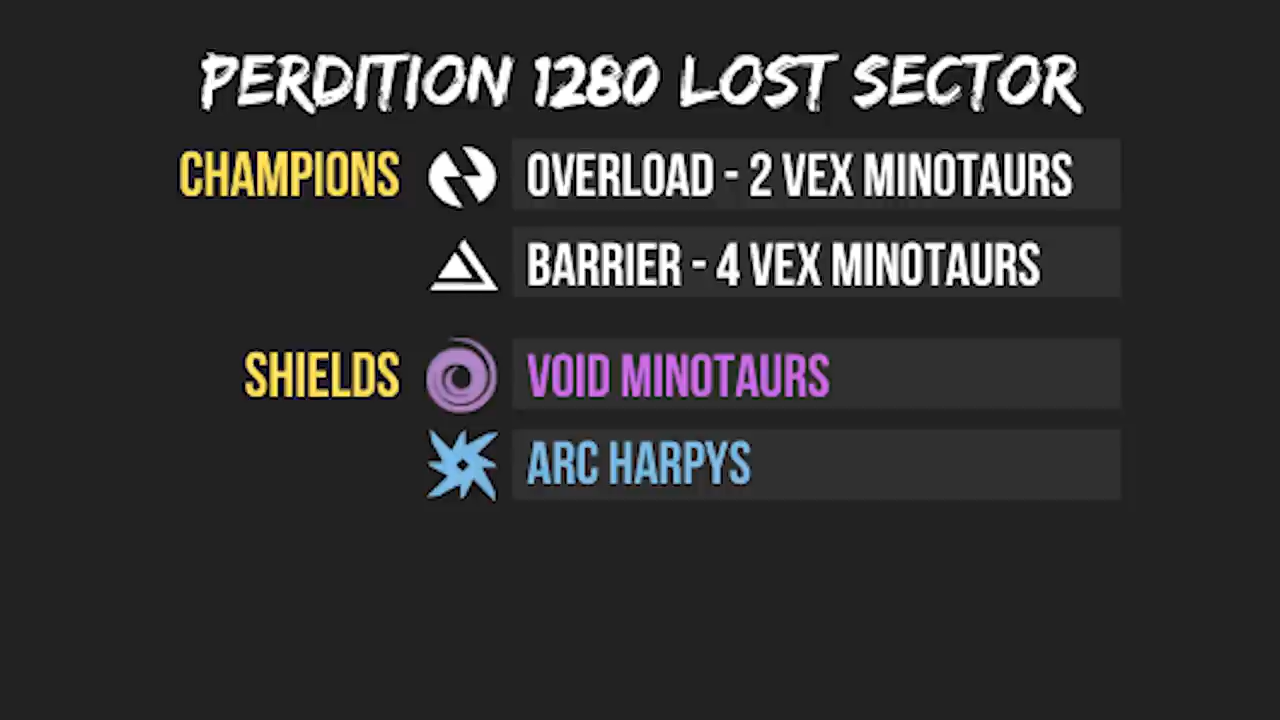 PERDITION 1280 LOST SECTOR
CHAMPIONS OVERLOAD - 2 VEX MINOTAURS
BARRIER - 4 VEX MINOTAURS
SHIELDS VOID MINOTAURS
ARC HARPYS